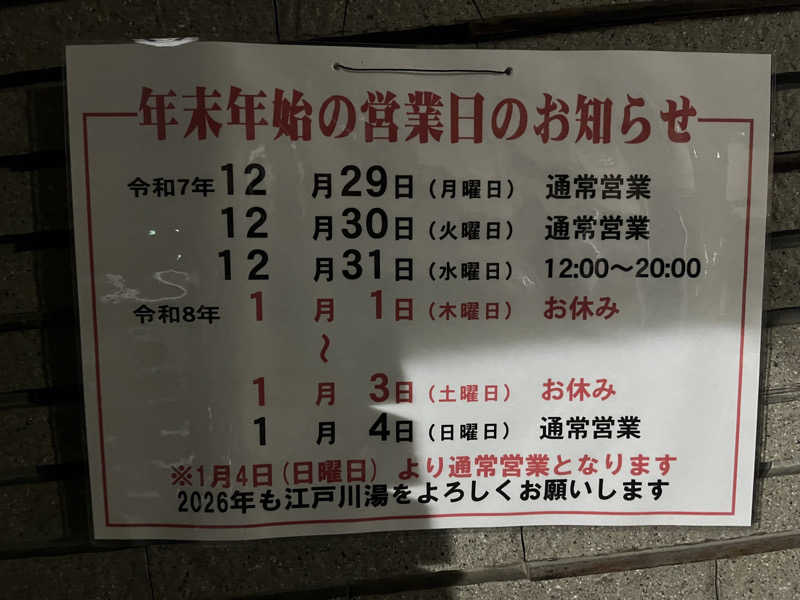 年末年始の営業日のお知らせ
令和7年 12 月 29日 (月曜日) 通常営業
12 月 30日 (火曜日) 通常営業
12 月 31日 (水曜日) 12:00〜20:00
令和8年 1 月 1日 (木曜日) お休み
〜
1 月 3日 (土曜日) お休み
1 月 4日 (日曜日) 通常営業
※1月4日(日曜日) より通常営業となります
2026年も江戸川湯をよろしくお願いします